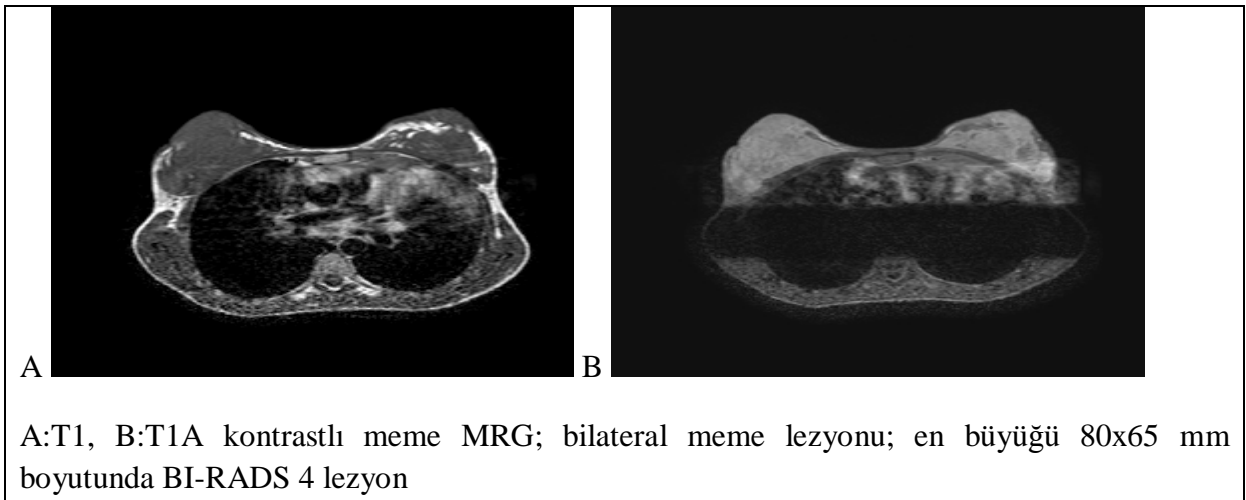 A B
A:T1, B:T1A kontrastlı meme MRG; bilateral meme lezyonu; en büyüğü 80x65 mm
boyutunda BI-RADS 4 lezyon